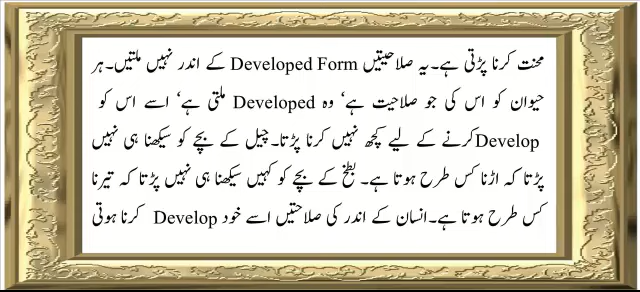 محنت کرنا پڑتی ہے۔یہ صلاحیتیں Developed Form کے اندر نہیں ملتیں۔ہر
حیوان کو اس کی جو صلاحیت ہے‘ وہ Developed ملتی ہے‘ اسے اس کو
Developکرنے کے لیے کچھ نہیں کرنا پڑتا۔چیل کے بچے کو سیکھنا ہی نہیں
پڑتا کہ اڑنا کس طرح ہوتا ہے۔ بطخ کے بچے کو کہیں سیکھنا ہی نہیں پڑتا کہ تیرنا
کس طرح ہوتا ہے۔انسان کے اندر کی صلاحتیں اسے خود Develop کرنا ہوتی